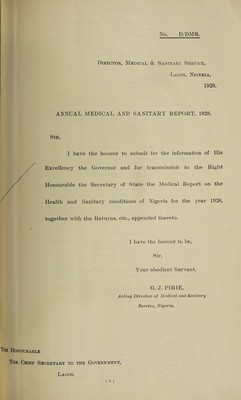 No. D/DMR.
Director, Medical & Sanitary Service,
Lagos, Nigeria,
1929.
ANNUAL MEDICAL AND SANITARY REPORT, 1928.
Sir,
I have the honour to submit for the information of His
Excellency the Governor and for transmission to the Right
Honourable the Secretary of State the Medical Report on the
Health and Sanitary conditions of Nigeria for the year 1928,
together with the Returns, etc., appended thereto.
I have the honour to be,
Sir,
Your obedient Servant,
G. J. PIRIE,
Acting Director of Medical and Sanitary
Service, Nigeria.
The Honourable
The Chief Secretary to the Government,
Lagos.